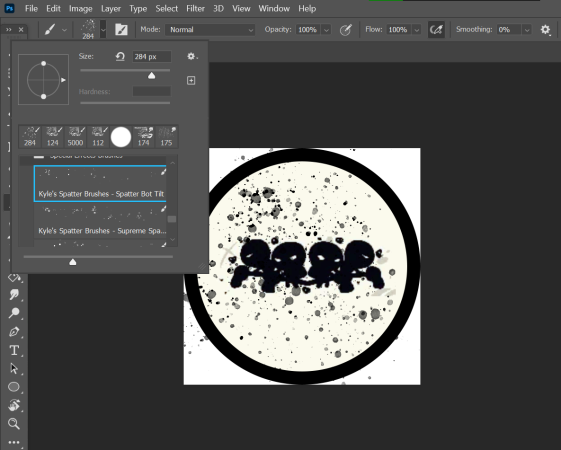 Ps File Edit Image Layer Type Select Filter 3D View Window Help
284 Mode: Normal Opacity: 100% Flow: 100% Smoothing: 0%
Size: 284 px
Hardness:
284 124 5000 112 174 175
Special Effects Brushes
Kyle's Spatter Brushes - Spatter Bot Tilt
Kyle's Spatter Brushes - Supreme Spa...